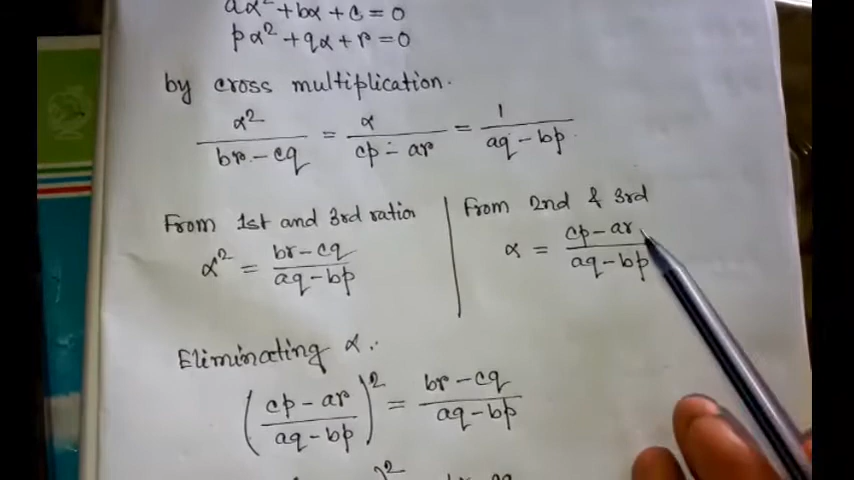 aα² + bα + c = 0
pα² + qα + r = 0
by cross multiplication.
α²/(br - cq) = α/(cp - ar) = 1/(aq - bp)
From 1st and 3rd ration
α² = (br - cq)/(aq - bp)
From 2nd & 3rd
α = (cp - ar)/(aq - bp)
Eliminating α.
((cp - ar)/(aq - bp))² = (br - cq)/(aq - bp)